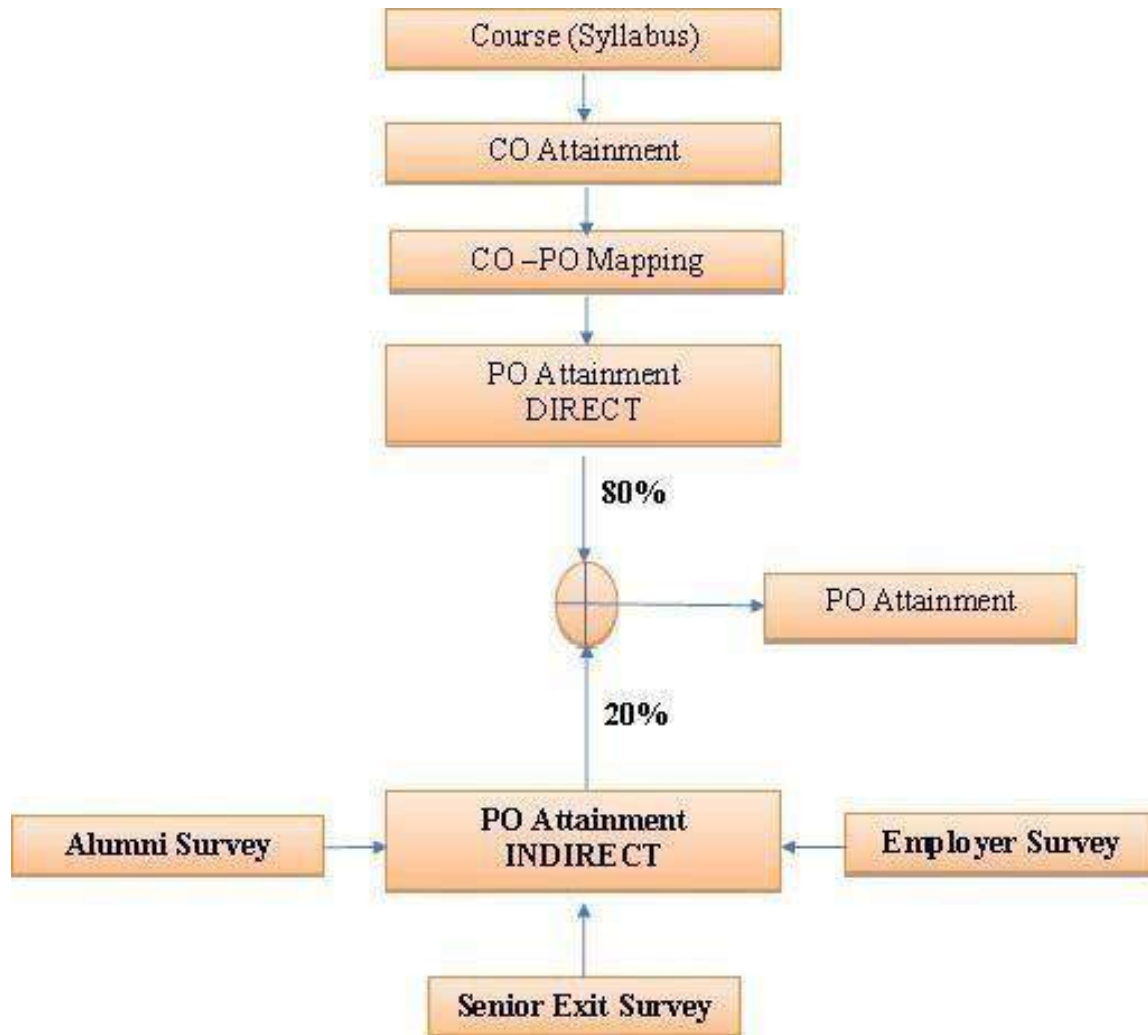 Course (Syllabus)
CO Attainment
CO –PO Mapping
PO Attainment
DIRECT
80%
PO Attainment
20%
PO Attainment
INDIRECT
Alumni Survey
Employer Survey
Senior Exit Survey